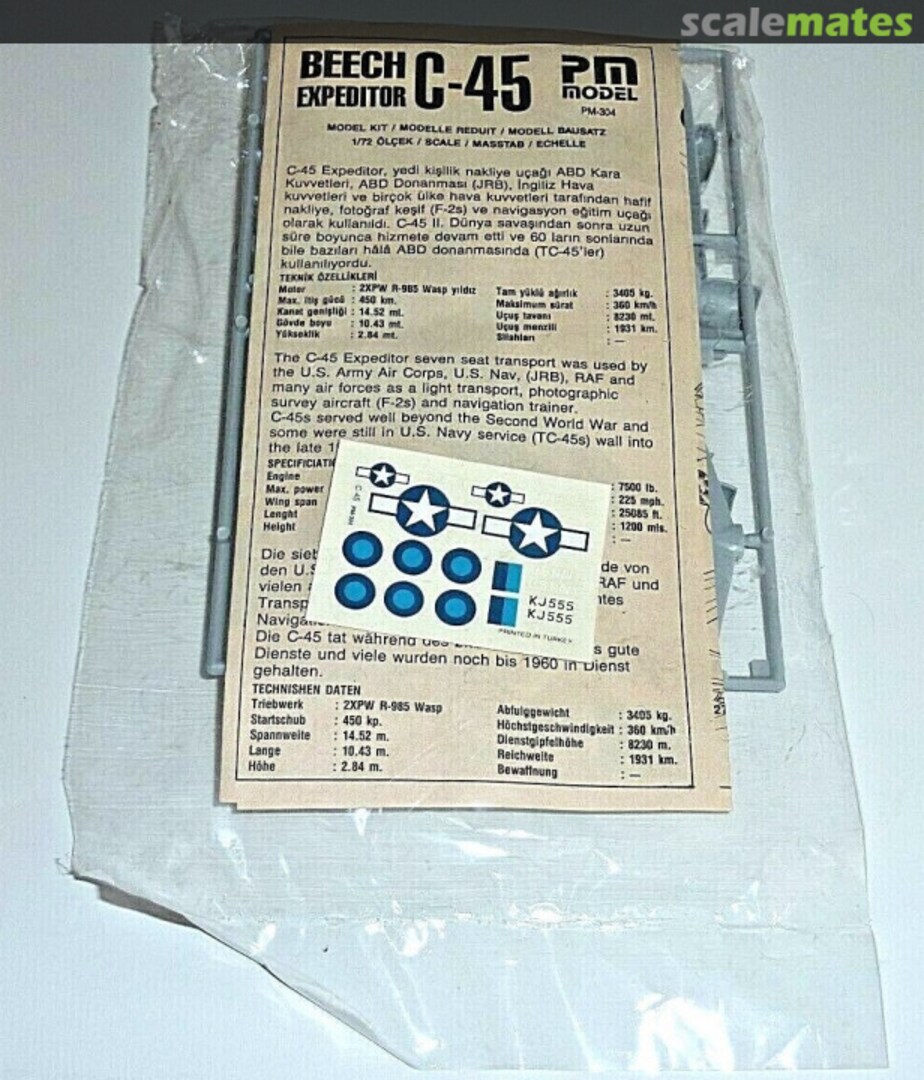 scalemates
BEECH
EXPEDITOR
C-45
PM
MODEL
PM-304
MODEL KIT / MODELLE REDUIT / MODELL BAUSATZ
1/72 ÖLÇEK / SCALE / MASSTAB / ECHELLE
C-45 Expeditor, yedi kişilik nakliye uçağı ABD Kara
Kuvvetleri, ABD Donanması (JRB), İngiliz Hava
kuvvetleri ve birçok ülke hava kuvvetleri tarafından hafif
nakliye, fotoğraf keşif (F-2s) ve navigasyon eğitim uçağı
olarak kullanıldı. C-45 II. Dünya savaşından sonra uzun
süre boyunca hizmete devam etti ve 60 ların sonlarında
bile bazıları hâlâ ABD donanmasında (TC-45'ler)
kullanılıyordu.
TEKNİK ÖZELLİKLERİ
Motor : 2XPW R-985 Wasp yıldız
Max. itiş gücü : 450 km.
Kanat genişliği : 14.52 mt.
Gövde boyu : 10.43 mt.
Yükseklik : 2.84 mt.
Tam yüklü ağırlık : 3405 kg.
Maksimum sürat : 360 km/h
Uçuş tavanı : 8230 mt.
Uçuş menzili : 1931 km.
Silahları : —
The C-45 Expeditor seven seat transport was used by
the U.S. Army Air Corps, U.S. Nav, (JRB), RAF and
many air forces as a light transport, photographic
survey aircraft (F-2s) and navigation trainer.
C-45s served well beyond the Second World War and
some were still in U.S. Navy service (TC-45s) wall into
the late 1
SPECIFICIATI
Engine
Max. power
Wing span
Lenght
Height
: 7500 lb.
: 225 mph.
: 25085 ft.
: 1200 mls.
: —
C-45
KJ555
KJ555
PRINTED IN TURKEY
Die sieb
den U.S
vielen
Transp
Naviga
de von
RAF und
ntes
Die C-45 tat während des s gute
Dienste und viele wurden noch bis 1960 in Dienst
gehalten.
TECHNISHEN DATEN
Triebwerk : 2XPW R-985 Wasp
Startschub : 450 kp.
Spannweite : 14.52 m.
Lange : 10.43 m.
Höhe : 2.84 m.
Abfulggewicht : 3405 kg.
Höchstgeschwindigkeit : 360 km/h
Dienstgipfelhöhe : 8230 m.
Reichweite : 1931 km.
Bewaffnung : —